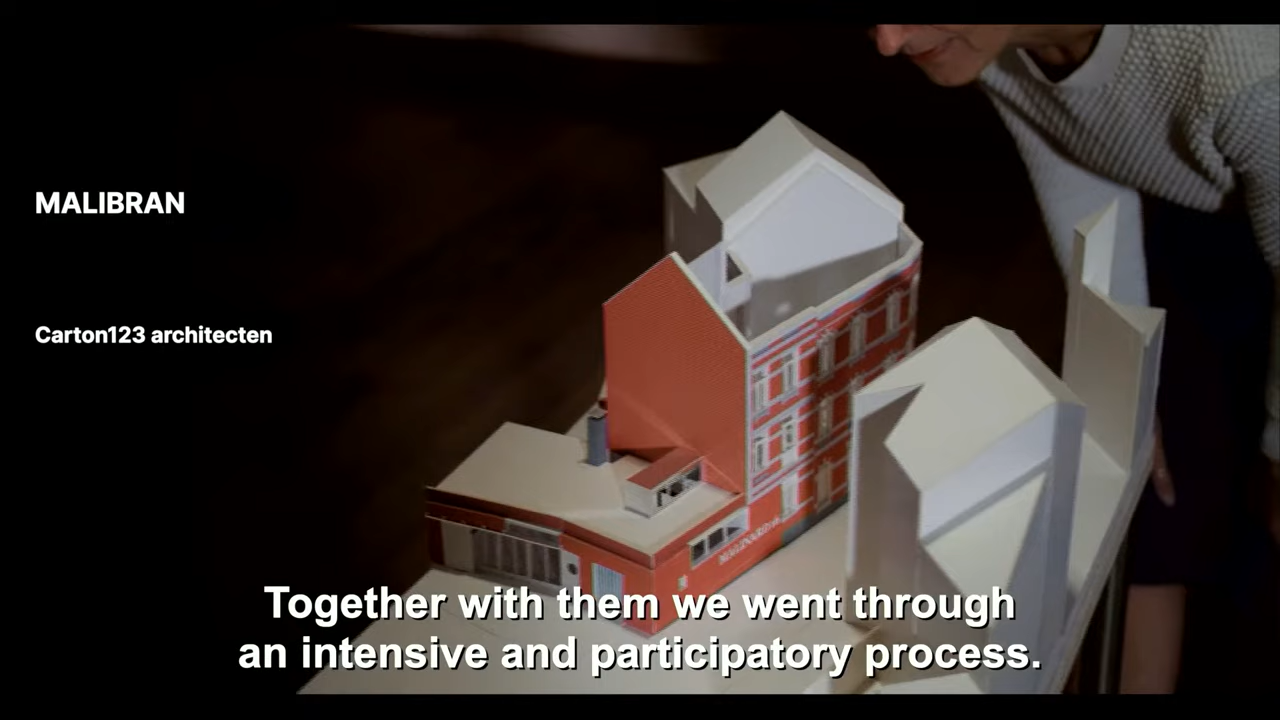 MALIBRAN
Carton123 architecten
Together with them we went through
an intensive and participatory process.